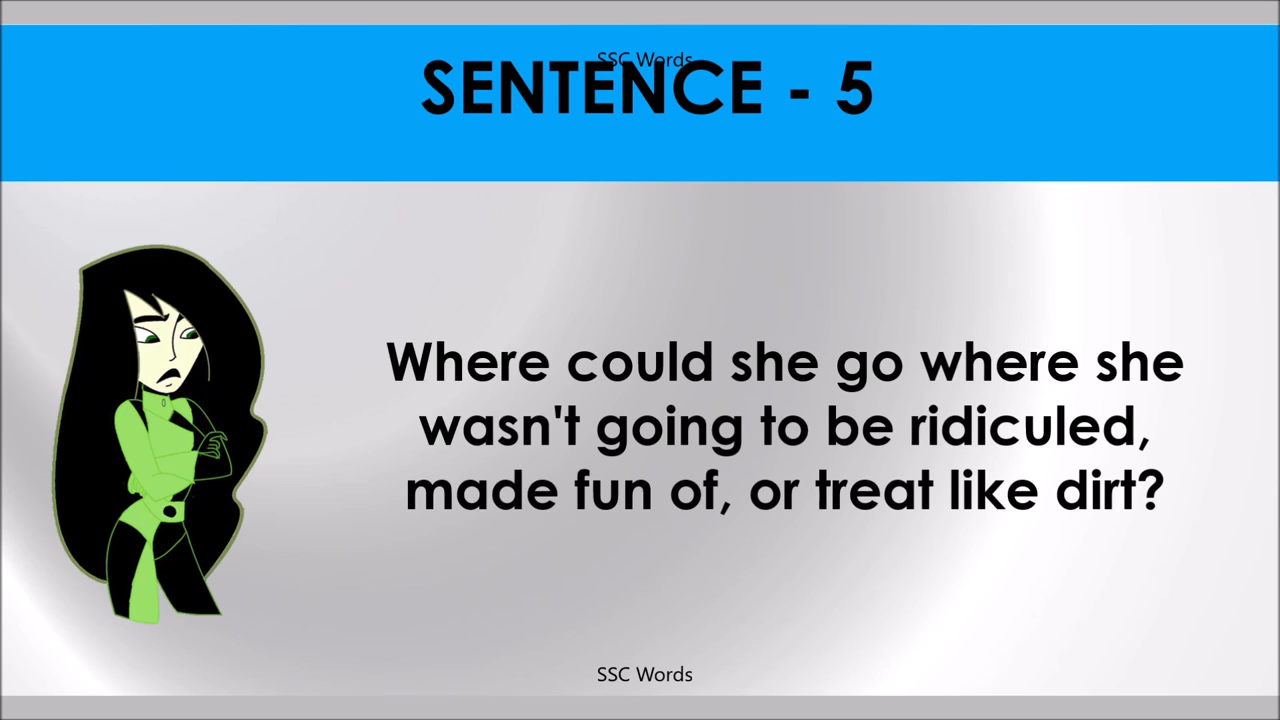 SSC Words
SENTENCE - 5
Where could she go where she
wasn't going to be ridiculed,
made fun of, or treat like dirt?
SSC Words